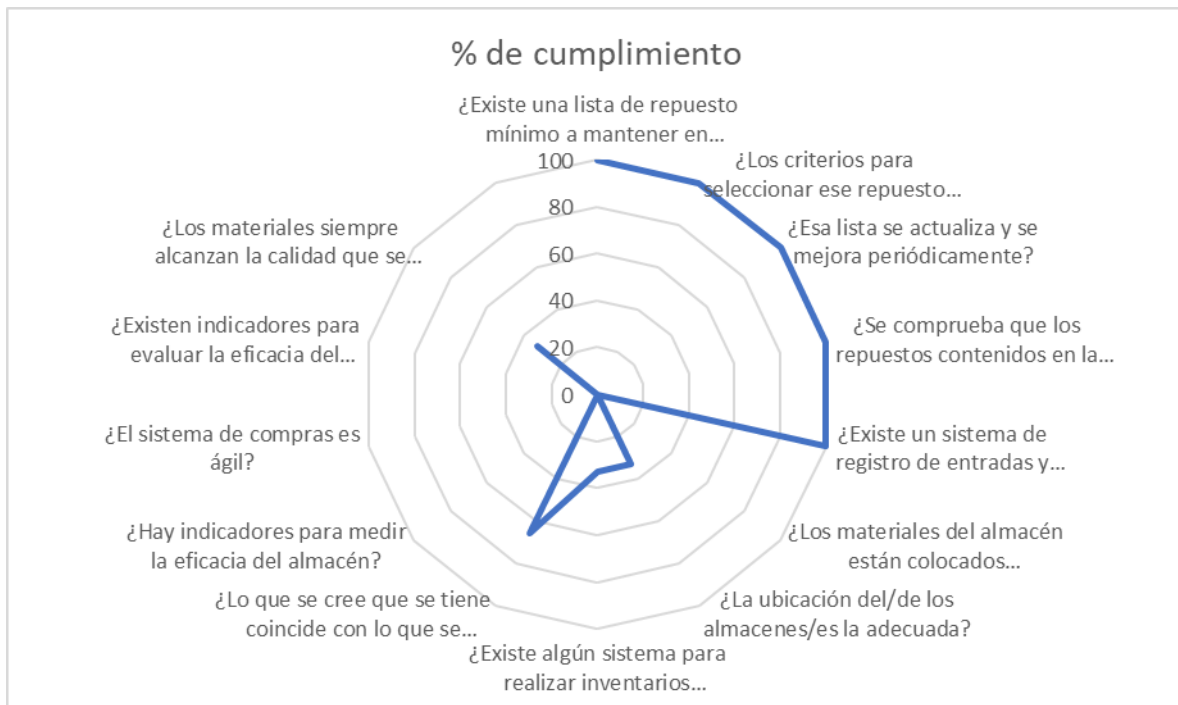 % de cumplimiento
¿Existe una lista de repuesto
mínimo a mantener en...
¿Los criterios para
seleccionar ese repuesto...
¿Esa lista se actualiza y se
mejora periódicamente?
¿Se comprueba que los
repuestos contenidos en la...
¿Existe un sistema de
registro de entradas y...
¿Los materiales del almacén
están colocados...
¿La ubicación del/de los
almacenes/es la adecuada?
¿Existe algún sistema para
realizar inventarios...
¿Lo que se cree que se tiene
coincide con lo que se...
¿Hay indicadores para medir
la eficacia del almacén?
¿El sistema de compras es
ágil?
¿Existen indicadores para
evaluar la eficacia del...
¿Los materiales siempre
alcanzan la calidad que se...
100
80
60
40
20
0